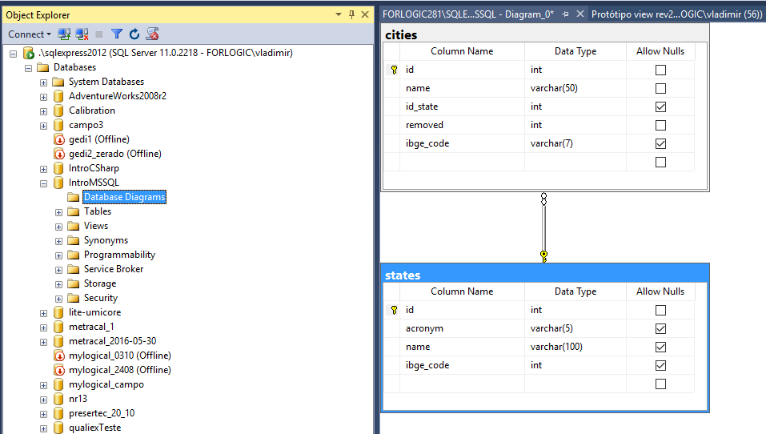 Object Explorer
Connect
.\sqlexpress2012 (SQL Server 11.0.2218 - FORLOGIC\vladimir)
Databases
System Databases
AdventureWorks2008r2
Calibration
campo3
gedi1 (Offline)
gedi2_zerado (Offline)
IntroCSharp
IntroMSSQL
Database Diagrams
Tables
Views
Synonyms
Programmability
Service Broker
Storage
Security
lite-umicore
metracal_1
metracal_2016-05-30
mylogical_0310 (Offline)
mylogical_2408 (Offline)
mylogical_campo
nr13
presertec_20_10
qualiexTeste
FORLOGIC281\SQLE...SSQL - Diagram_0* Protótipo view rev2...OGIC\vladimir (56))
cities
Column Name Data Type Allow Nulls
id int
name varchar(50)
id_state int
removed int
ibge_code varchar(7)
states
Column Name Data Type Allow Nulls
id int
acronym varchar(5)
name varchar(100)
ibge_code int